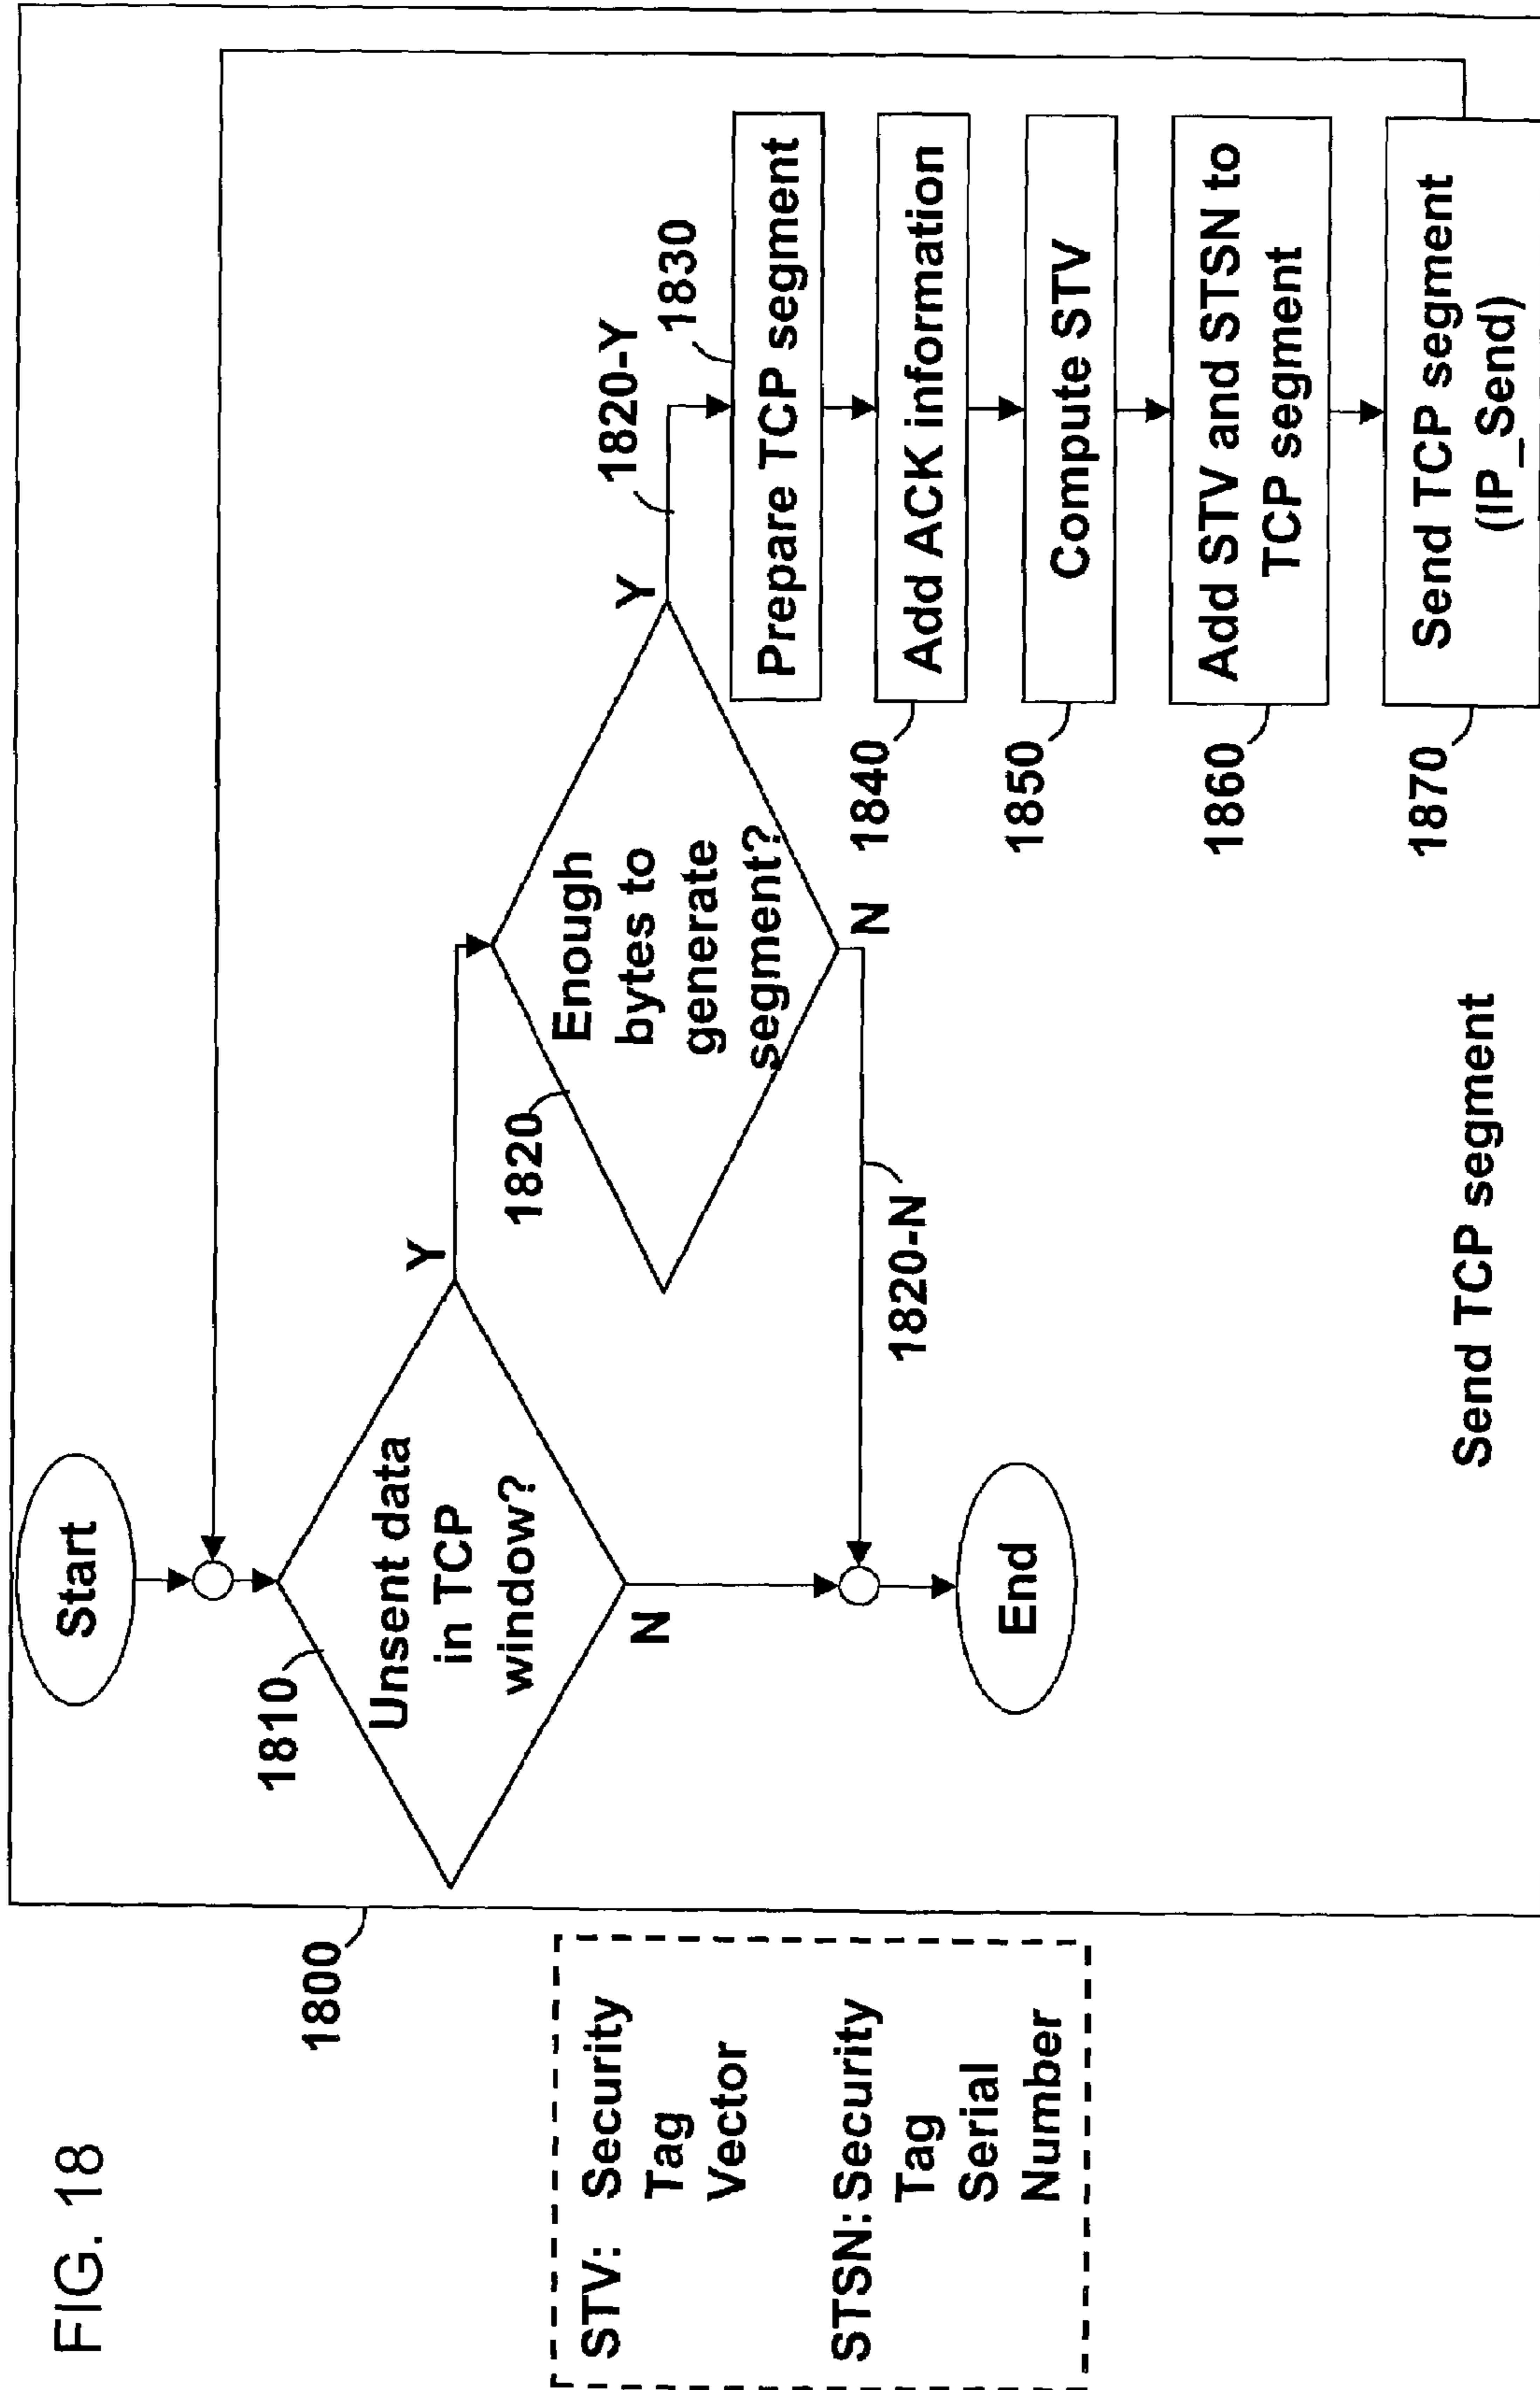 FIG. 18
1800
Start
1810
Unsent data
in TCP
window?
Y
N
1820
Enough
bytes to
generate
segment?
Y
N
1820-Y
1820-N
1830
Prepare TCP segment
1840
Add ACK information
1850
Compute STV
1860
Add STV and STSN to
TCP segment
1870
Send TCP segment
(IP_Send)
End
Send TCP segment
STV: Security
Tag
Vector
STSN:Security
Tag
Serial
Number